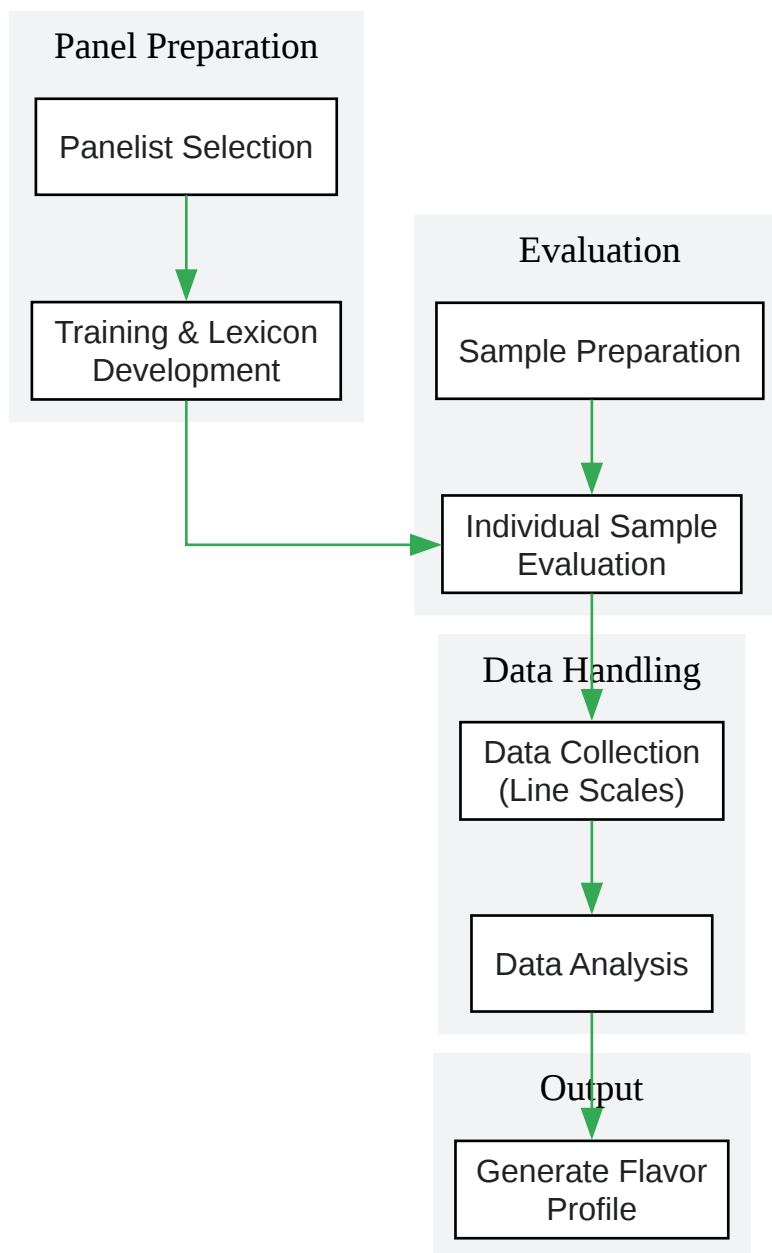 Panel Preparation
Panelist Selection
Training & Lexicon
Development
Evaluation
Sample Preparation
Individual Sample
Evaluation
Data Handling
Data Collection
(Line Scales)
Data Analysis
Output
Generate Flavor
Profile